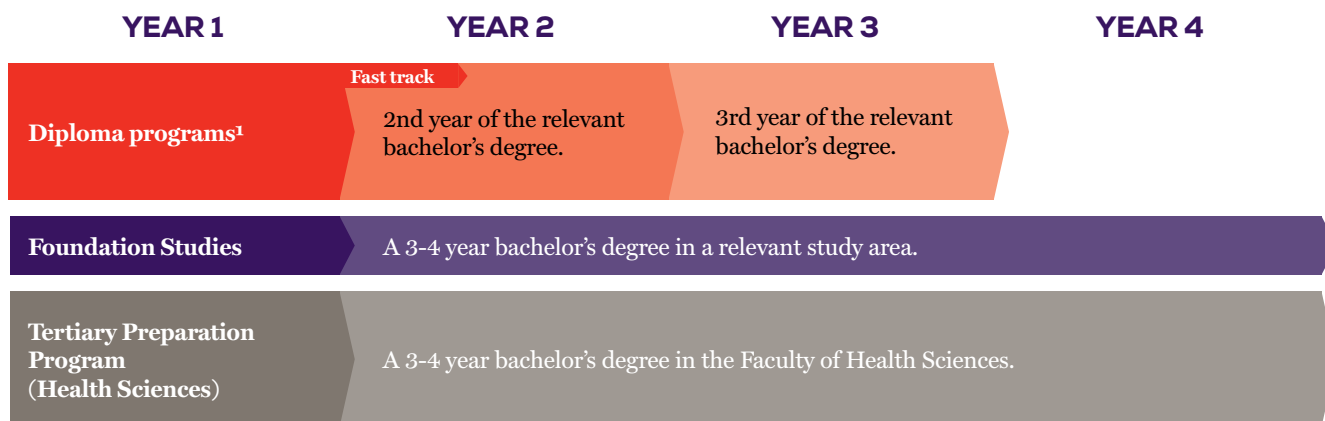 YEAR 1 YEAR 2 YEAR 3 YEAR 4
Fast track
Diploma programs¹
2nd year of the relevant
bachelor’s degree.
3rd year of the relevant
bachelor’s degree.
Foundation Studies
A 3-4 year bachelor’s degree in a relevant study area.
Tertiary Preparation
Program
(Health Sciences)
A 3-4 year bachelor’s degree in the Faculty of Health Sciences.